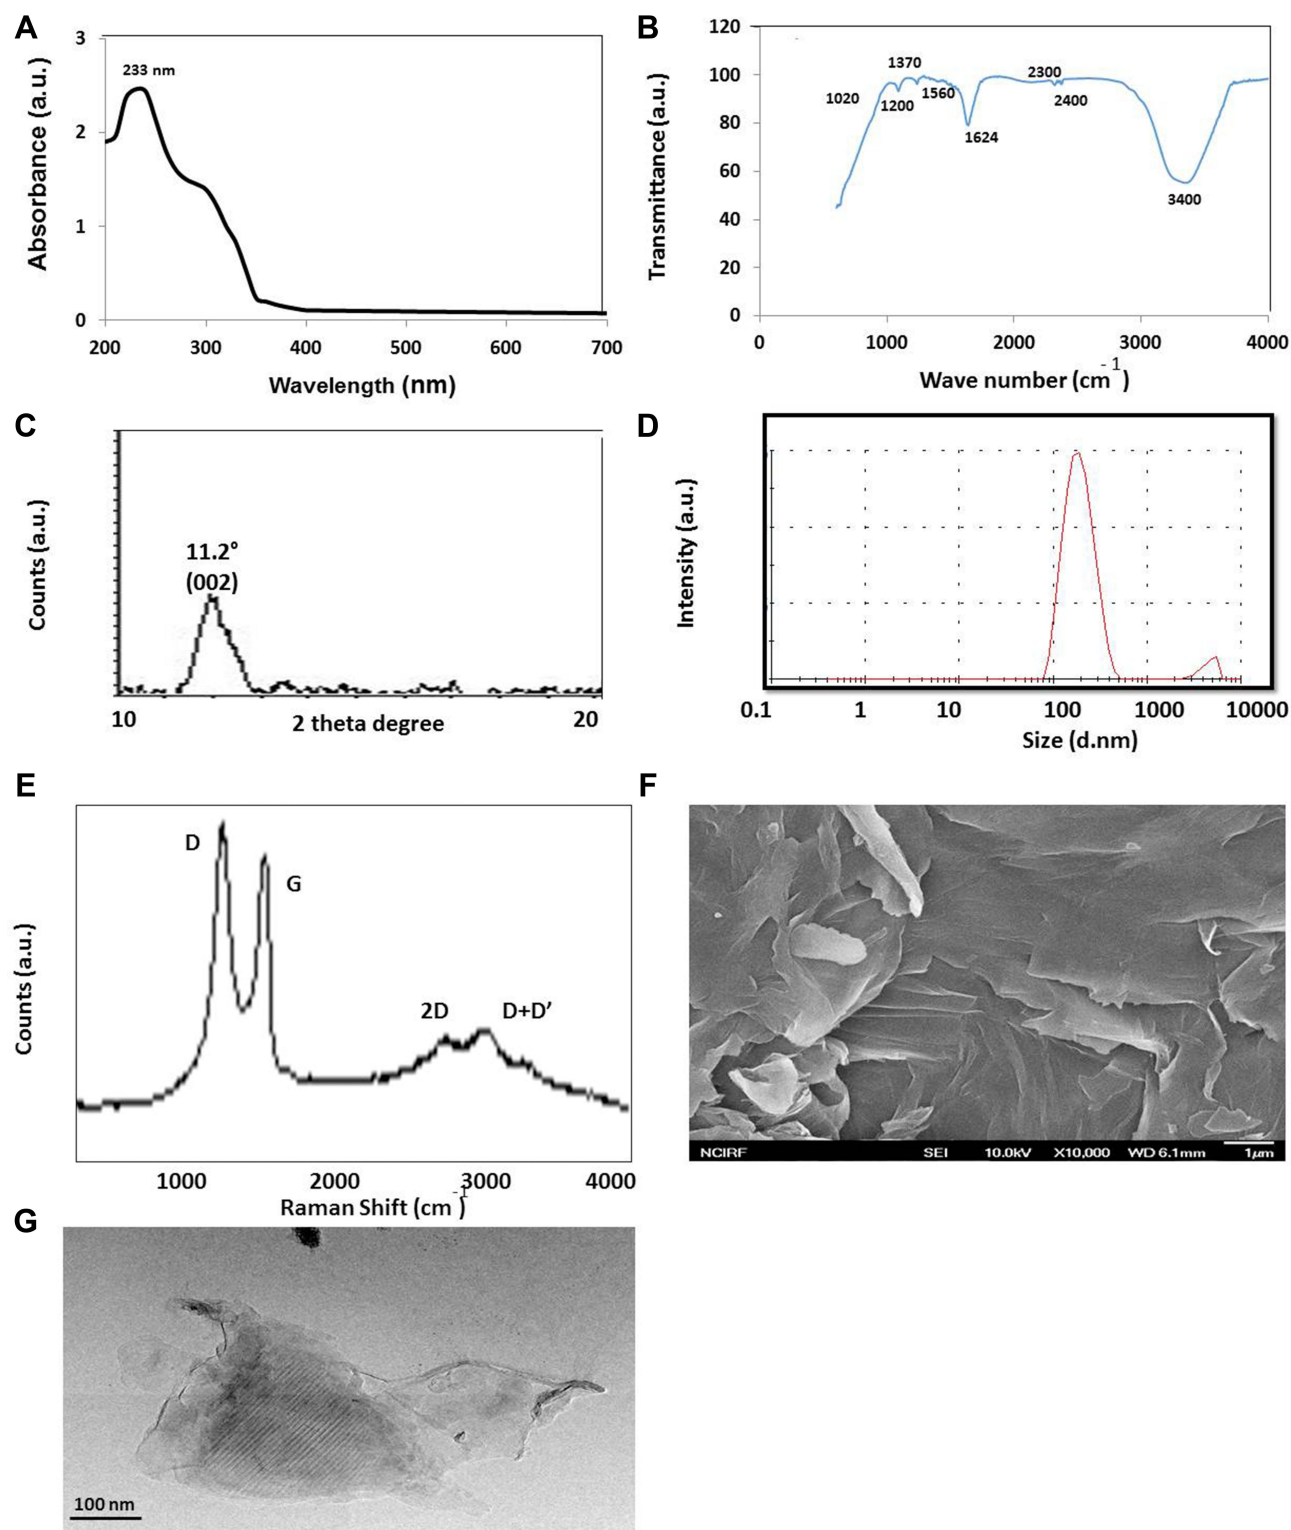 A
3
2
1
0
233 nm
200 300 400 500 600 700
Absorbance (a.u.)
Wavelength (nm)
B
120
100
80
60
40
20
0
1020
1370
1200
1560
1624
2300
2400
3400
0 1000 2000 3000 4000
Transmittance (a.u.)
Wave number (cm-1)
C
Counts (a.u.)
11.2°
(002)
10 20
2 theta degree
D
Intensity (a.u.)
0.1 1 10 100 1000 10000
Size (d.nm)
E
Counts (a.u.)
D
G
2D
D+D’
1000 2000 3000 4000
Raman Shift (cm-1)
F
NCIRF SEI 10.0kV X10,000 WD 6.1mm 1µm
G
100 nm